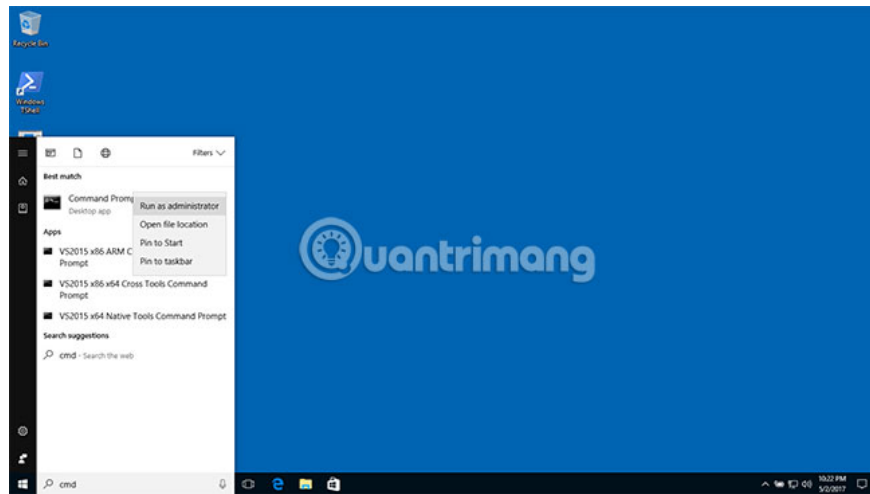 Recycle Bin
Windows
TShell
Filters
Best match
Command Prom
Desktop app
Run as administrator
Open file location
Pin to Start
Pin to taskbar
Apps
VS2015 x86 ARM C
Prompt
VS2015 x86 x64 Cross Tools Command
Prompt
VS2015 x64 Native Tools Command Prompt
Search suggestions
cmd - Search the web
Quantrimang
cmd
10:22 PM
5/2/2017